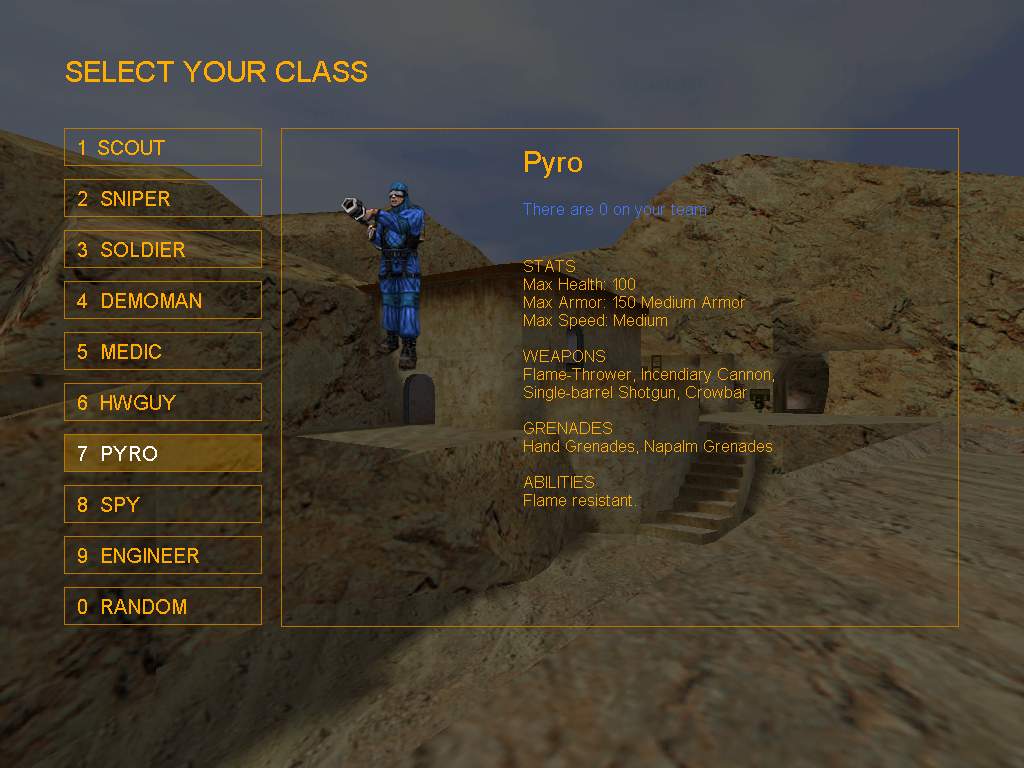 SELECT YOUR CLASS
1 SCOUT
2 SNIPER
3 SOLDIER
4 DEMOMAN
5 MEDIC
6 HWGUY
7 PYRO
8 SPY
9 ENGINEER
0 RANDOM
Pyro
There are 0 on your team.
STATS
Max Health: 100
Max Armor: 150 Medium Armor
Max Speed: Medium
WEAPONS
Flame-Thrower, Incendiary Cannon,
Single-barrel Shotgun, Crowbar
GRENADES
Hand Grenades, Napalm Grenades
ABILITIES
Flame resistant.